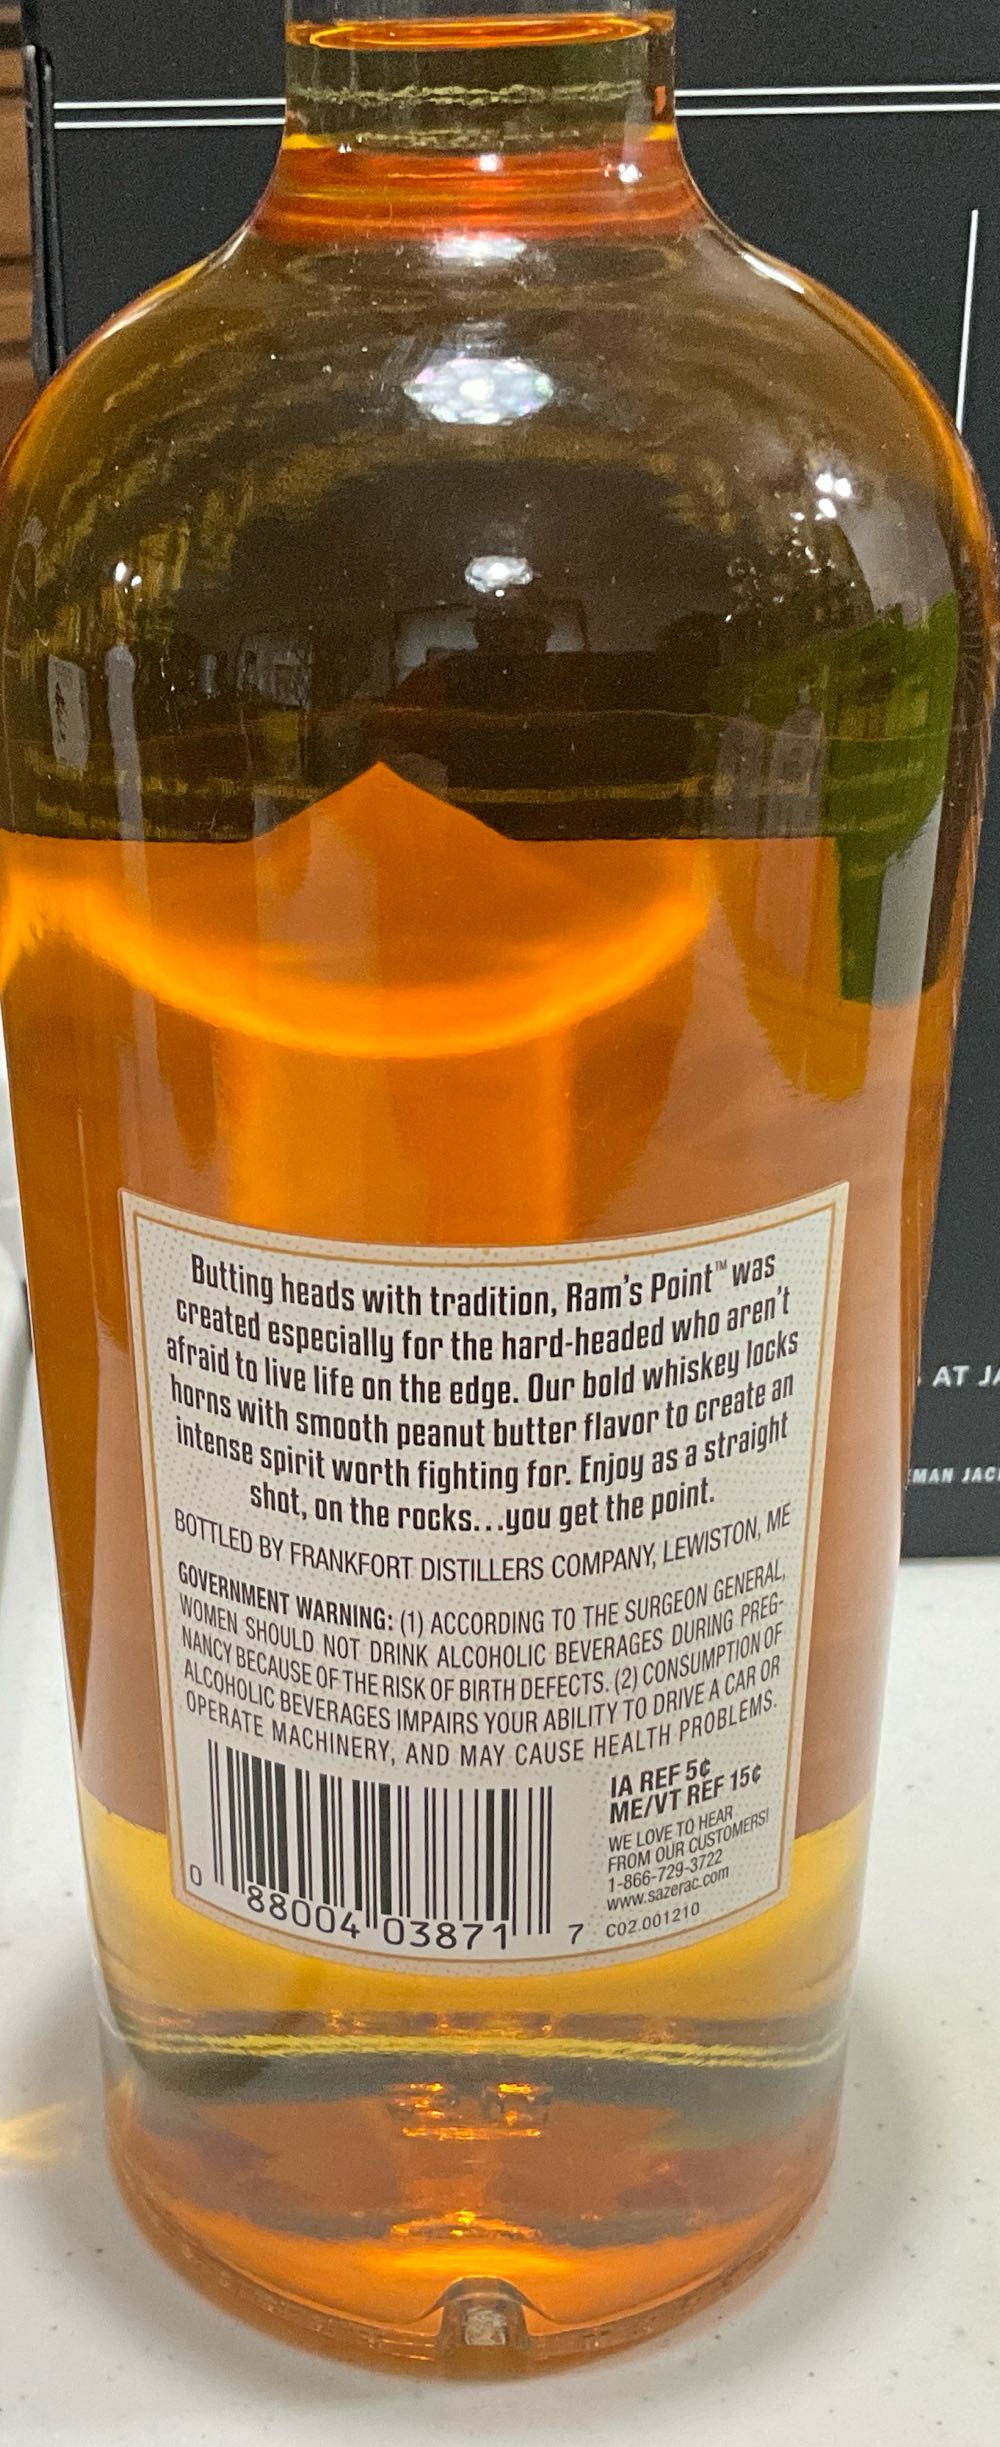 Butting heads with tradition, Ram's Point™ was
created especially for the hard-headed who aren't
afraid to live life on the edge. Our bold whiskey locks
horns with smooth peanut butter flavor to create an
intense spirit worth fighting for. Enjoy as a straight
shot, on the rocks...you get the point.
BOTTLED BY FRANKFORT DISTILLERS COMPANY, LEWISTON, ME
GOVERNMENT WARNING: (1) ACCORDING TO THE SURGEON GENERAL,
WOMEN SHOULD NOT DRINK ALCOHOLIC BEVERAGES DURING PREG-
NANCY BECAUSE OF THE RISK OF BIRTH DEFECTS. (2) CONSUMPTION OF
ALCOHOLIC BEVERAGES IMPAIRS YOUR ABILITY TO DRIVE A CAR OR
OPERATE MACHINERY, AND MAY CAUSE HEALTH PROBLEMS.
IA REF 5¢
ME/VT REF 15¢
WE LOVE TO HEAR
FROM OUR CUSTOMERS!
1-866-729-3722
www.sazerac.com
C02.001210
0 88004 03871 7
AT JA
MAN JAC